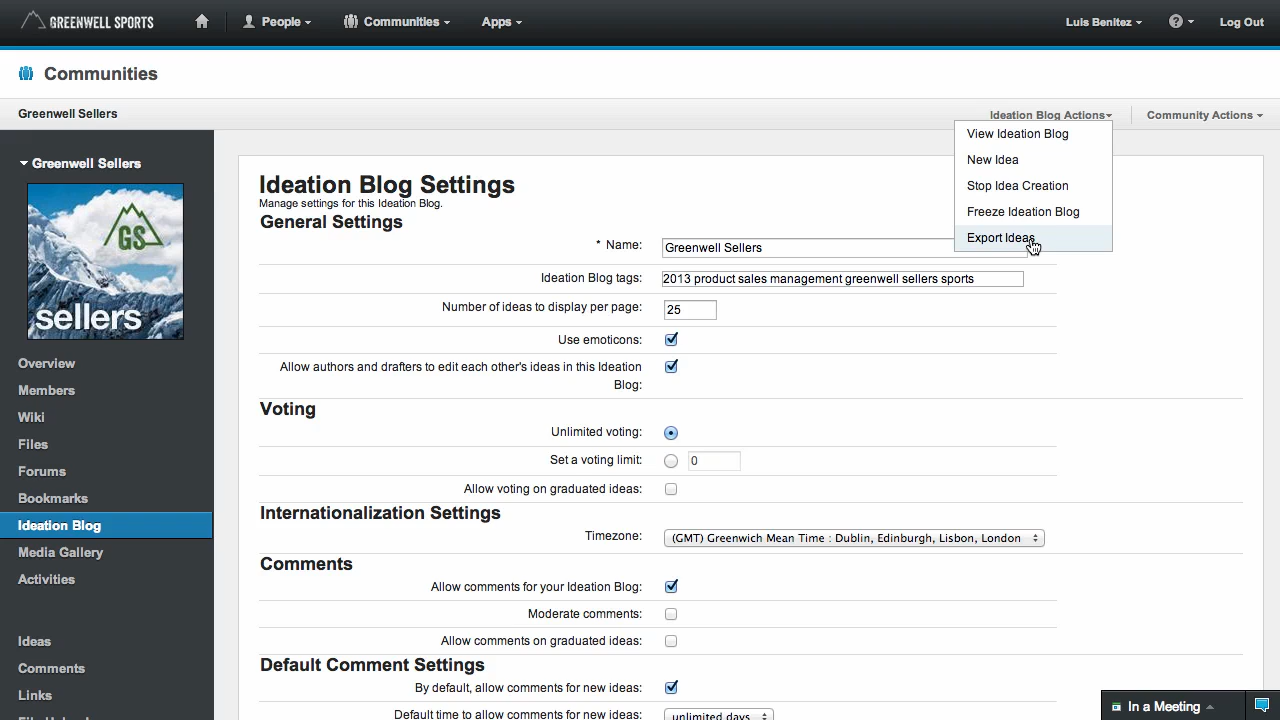 GREENWELL SPORTS
People
Communities
Apps
Luis Benitez
?
Log Out
Communities
Greenwell Sellers
Ideation Blog Actions
Community Actions
View Ideation Blog
New Idea
Stop Idea Creation
Freeze Ideation Blog
Export Ideas
Greenwell Sellers
GS
sellers
Overview
Members
Wiki
Files
Forums
Bookmarks
Ideation Blog
Media Gallery
Activities
Ideas
Comments
Links
Ideation Blog Settings
Manage settings for this Ideation Blog.
General Settings
* Name: Greenwell Sellers
Ideation Blog tags: 2013 product sales management greenwell sellers sports
Number of ideas to display per page: 25
Use emoticons:
Allow authors and drafters to edit each other's ideas in this Ideation
Blog:
Voting
Unlimited voting:
Set a voting limit: 0
Allow voting on graduated ideas:
Internationalization Settings
Timezone: (GMT) Greenwich Mean Time : Dublin, Edinburgh, Lisbon, London
Comments
Allow comments for your Ideation Blog:
Moderate comments:
Allow comments on graduated ideas:
Default Comment Settings
By default, allow comments for new ideas:
Default time to allow comments for new ideas: unlimited days
In a Meeting